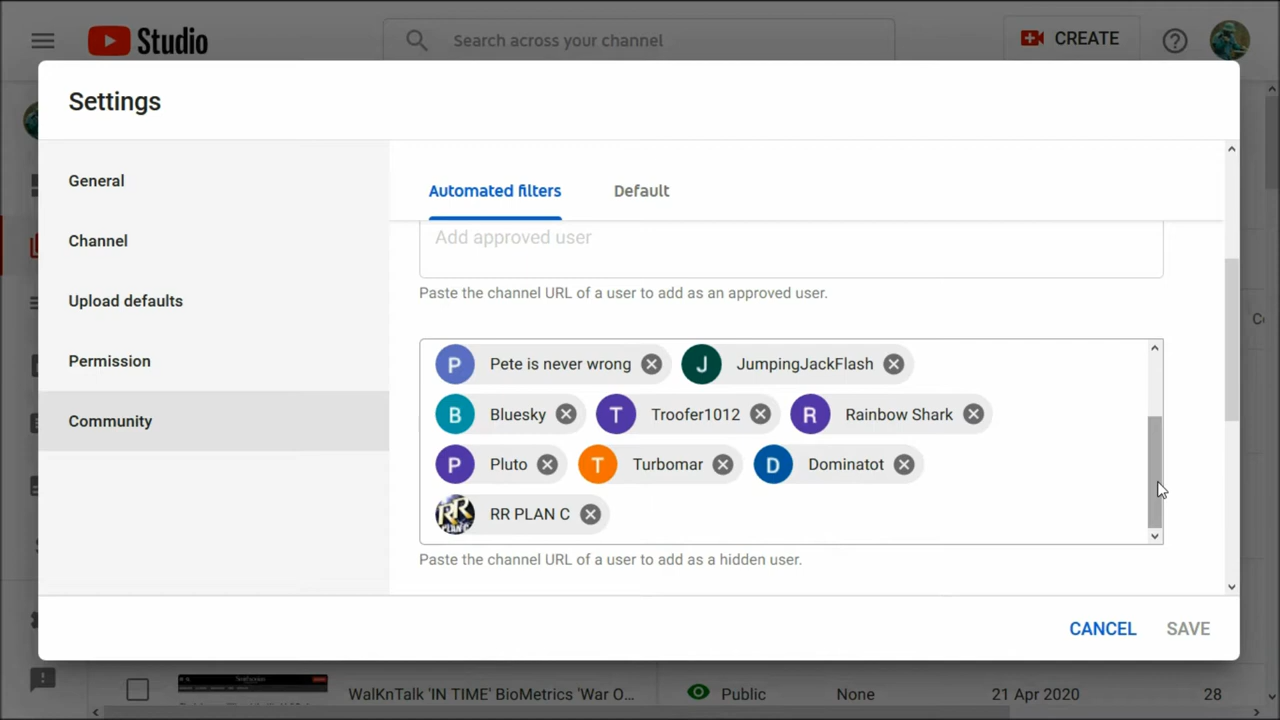 Studio
Search across your channel
CREATE
Settings
General
Channel
Upload defaults
Permission
Community
Automated filters
Default
Add approved user
Paste the channel URL of a user to add as an approved user.
P Pete is never wrong
J JumpingJackFlash
B Bluesky
T Troofer1012
R Rainbow Shark
P Pluto
T Turbomar
D Dominatot
RR PLAN C RR PLAN C
Paste the channel URL of a user to add as a hidden user.
CANCEL
SAVE
WalKnTalk 'IN TIME' BioMetrics 'War O...
Public
None
21 Apr 2020
28